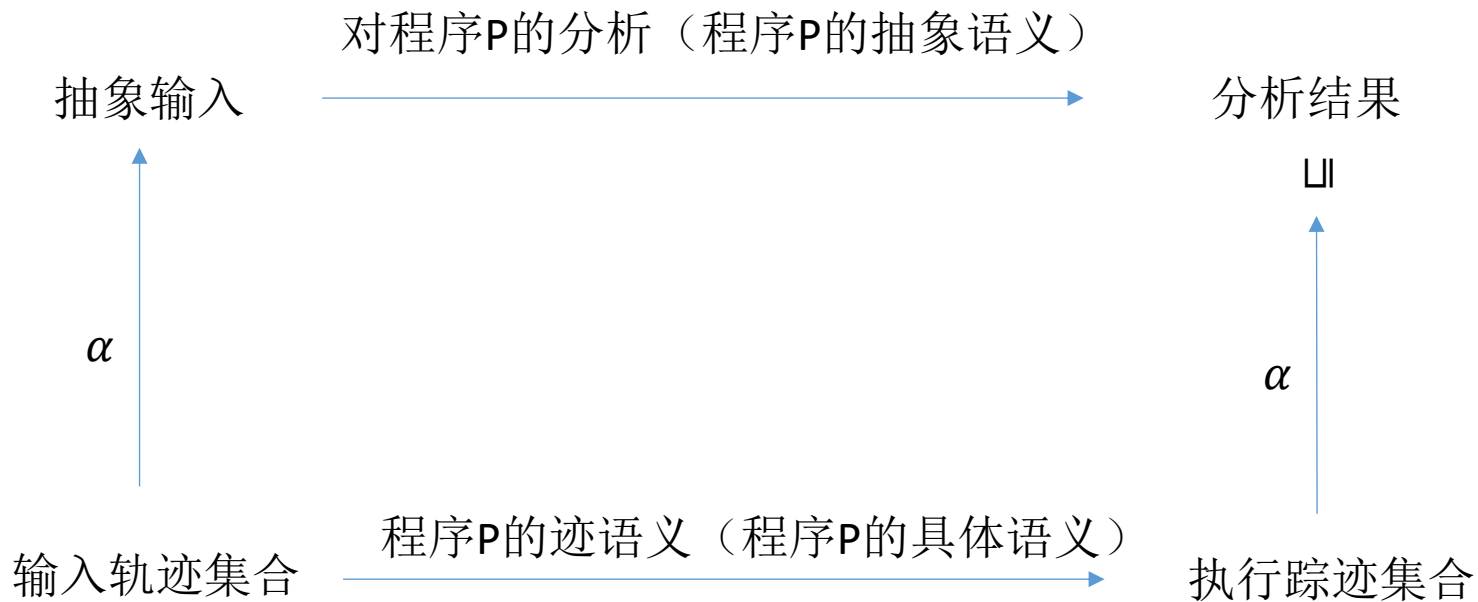 对程序P的分析（程序P的抽象语义）
抽象输入
分析结果
⊑
α
α
程序P的迹语义（程序P的具体语义）
输入轨迹集合
执行踪迹集合